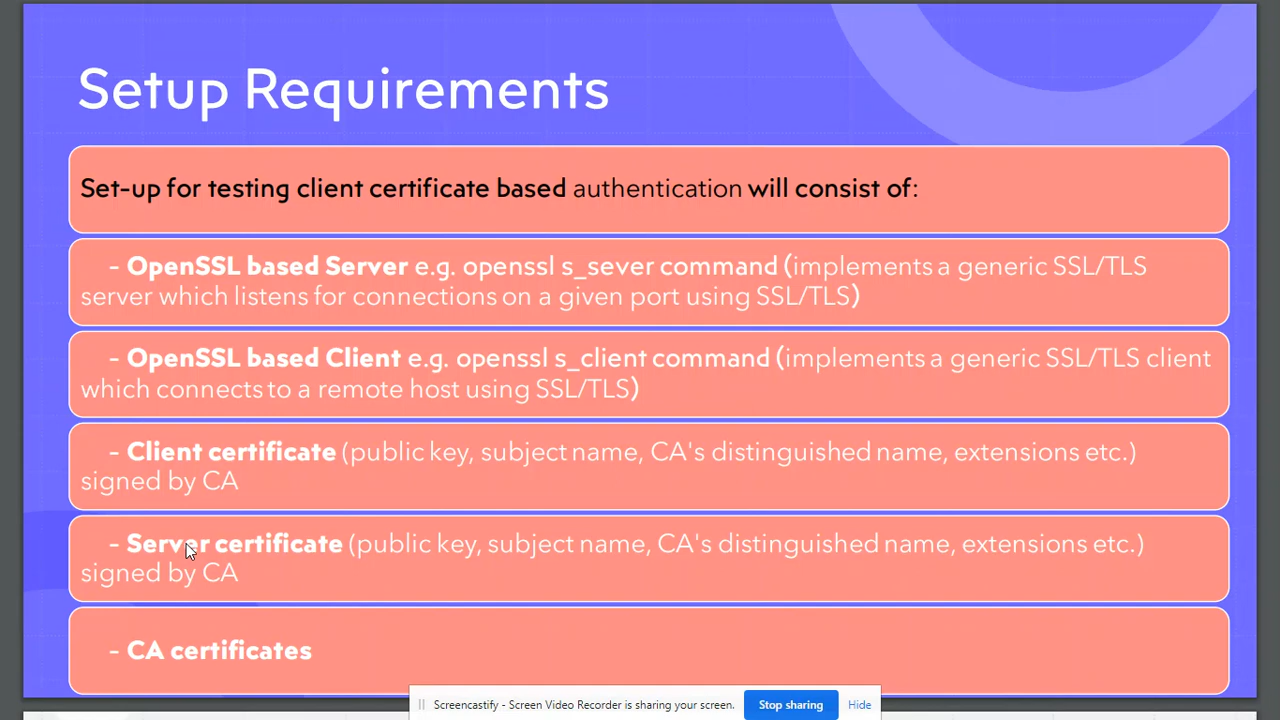 Setup Requirements
Set-up for testing client certificate based authentication will consist of:
- OpenSSL based Server e.g. openssl s_sever command (implements a generic SSL/TLS
server which listens for connections on a given port using SSL/TLS)
- OpenSSL based Client e.g. openssl s_client command (implements a generic SSL/TLS client
which connects to a remote host using SSL/TLS)
- Client certificate (public key, subject name, CA's distinguished name, extensions etc.)
signed by CA
- Server certificate (public key, subject name, CA's distinguished name, extensions etc.)
signed by CA
- CA certificates
Screencastify - Screen Video Recorder is sharing your screen. Stop sharing Hide